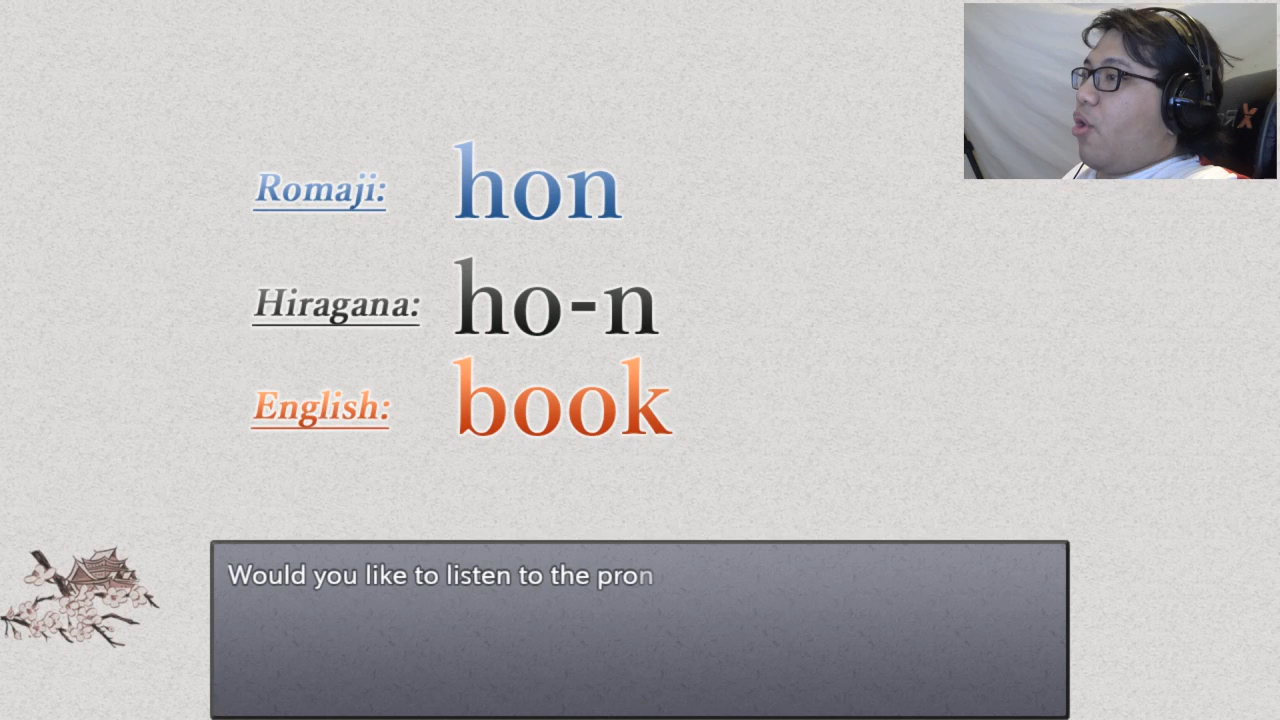 Romaji: hon
Hiragana: ho-n
English: book
Would you like to listen to the pron